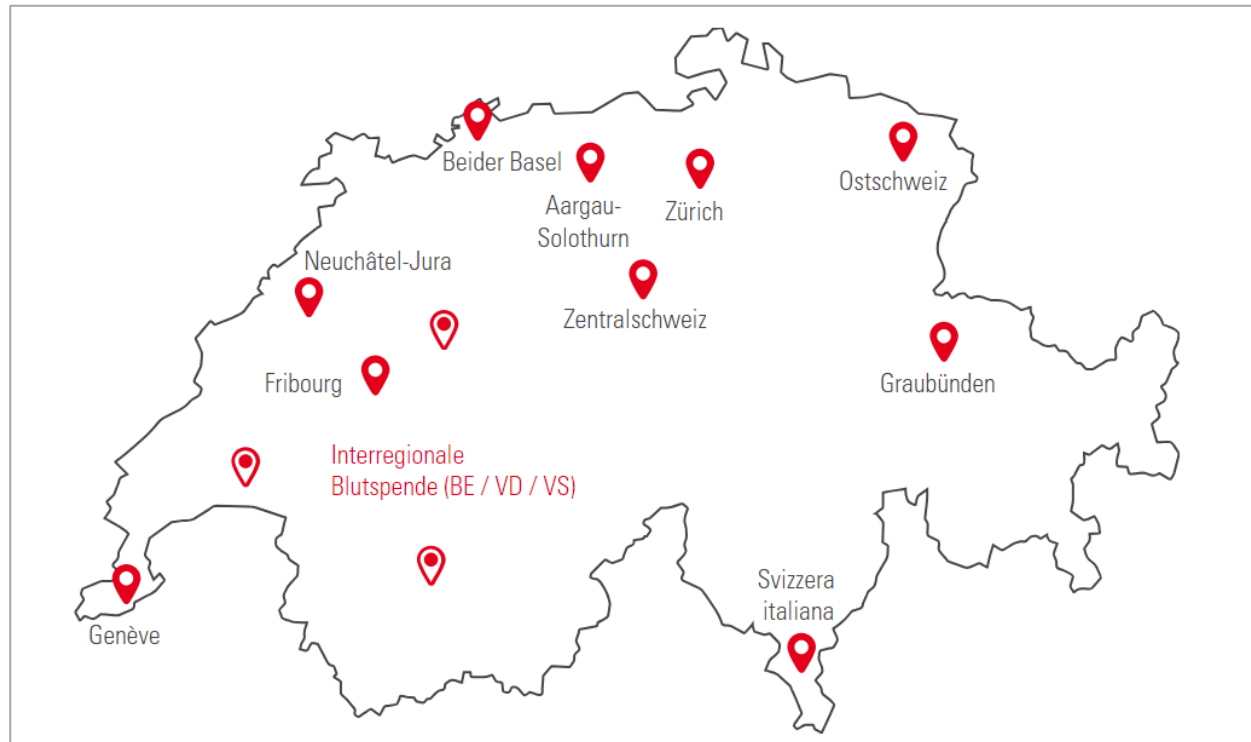 Beider Basel
Aargau-
Solothurn
Zürich
Ostschweiz
Neuchâtel-Jura
Zentralschweiz
Fribourg
Graubünden
Interregionale
Blutspende (BE / VD / VS)
Svizzera
italiana
Genève